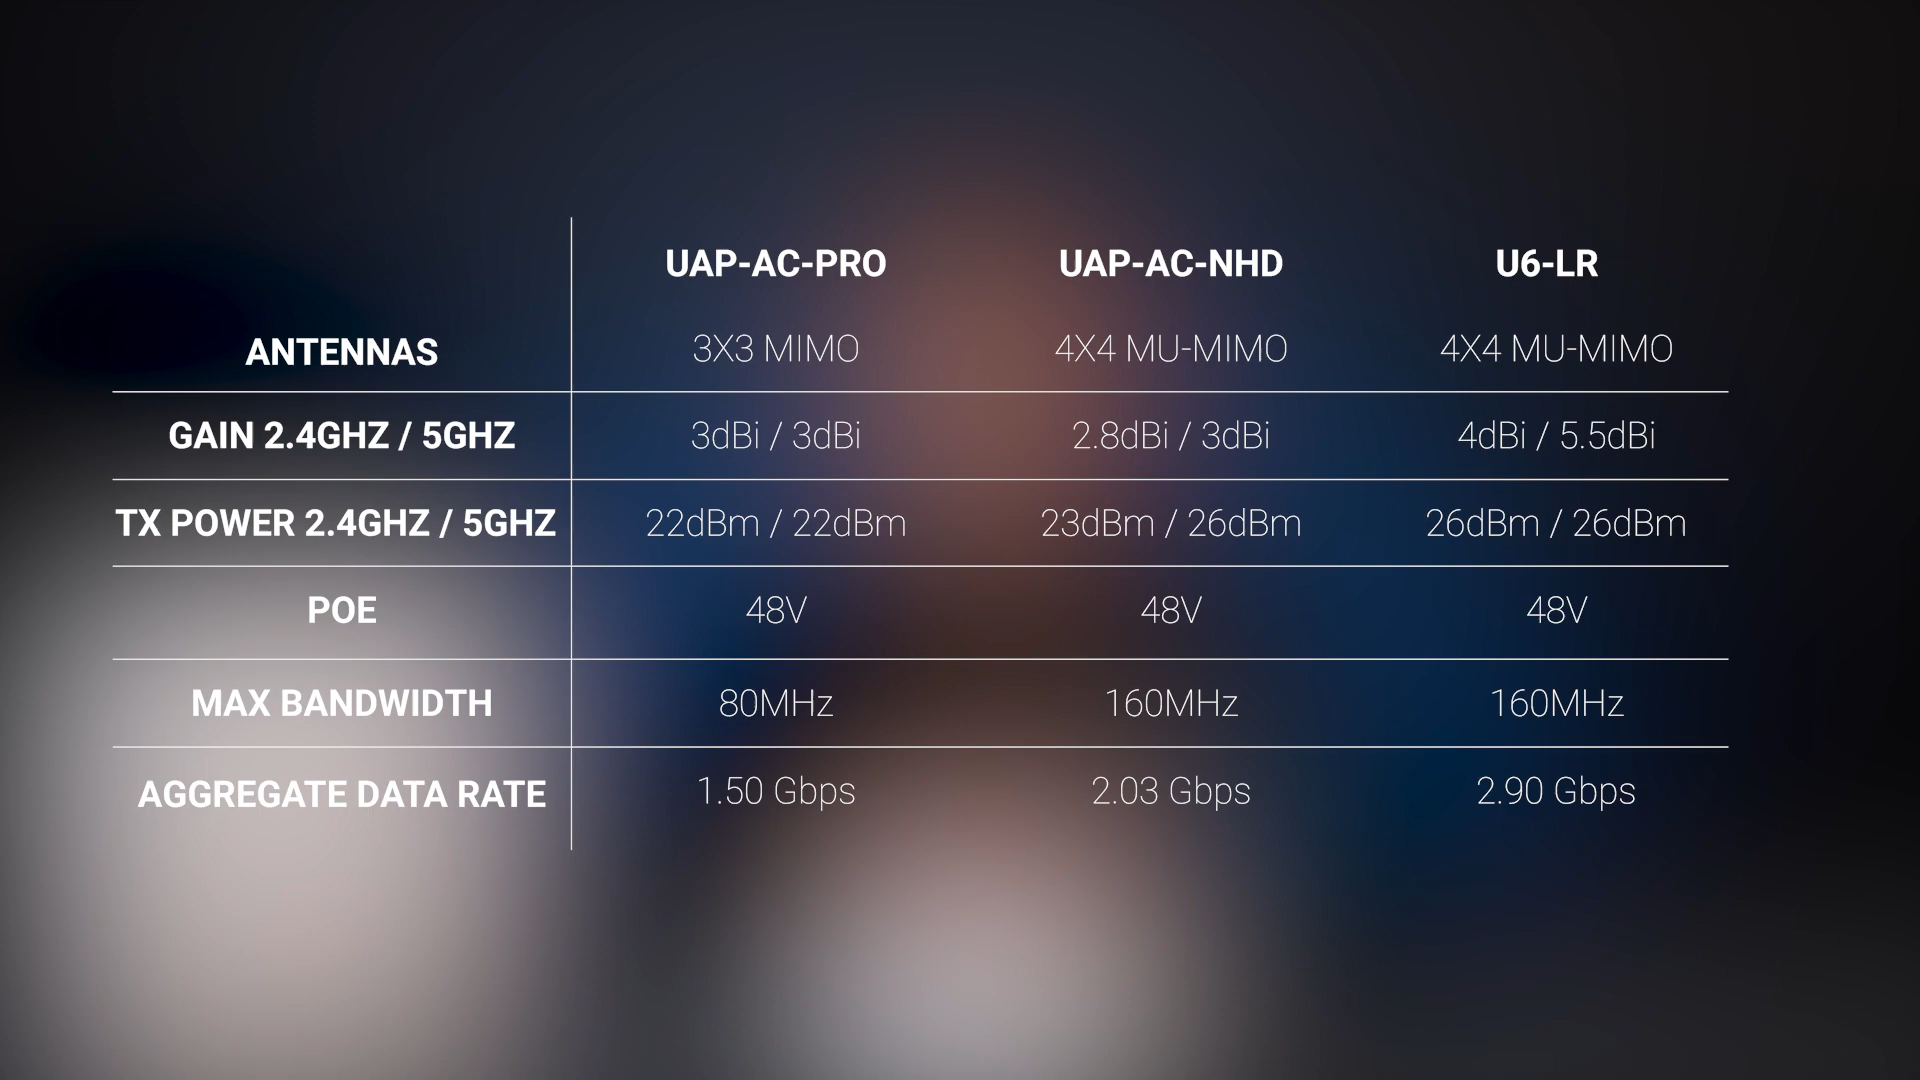 UAP-AC-PRO UAP-AC-NHD U6-LR
ANTENNAS 3X3 MIMO 4X4 MU-MIMO 4X4 MU-MIMO
GAIN 2.4GHZ / 5GHZ 3dBi / 3dBi 2.8dBi / 3dBi 4dBi / 5.5dBi
TX POWER 2.4GHZ / 5GHZ 22dBm / 22dBm 23dBm / 26dBm 26dBm / 26dBm
POE 48V 48V 48V
MAX BANDWIDTH 80MHz 160MHz 160MHz
AGGREGATE DATA RATE 1.50 Gbps 2.03 Gbps 2.90 Gbps